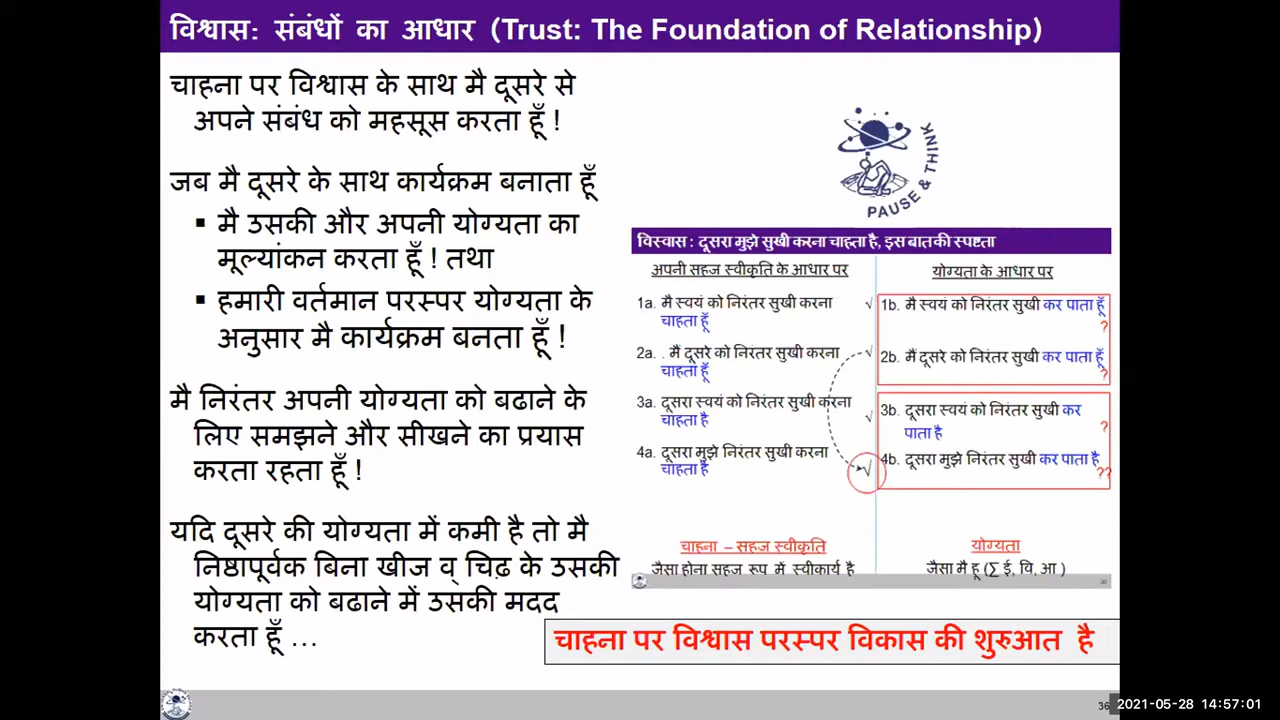 विश्वास: संबंधों का आधार (Trust: The Foundation of Relationship)
चाहना पर विश्वास के साथ मै दूसरे से
अपने संबंध को महसूस करता हूँ !
जब मै दूसरे के साथ कार्यक्रम बनाता हूँ
▪ मै उसकी और अपनी योग्यता का
मूल्यांकन करता हूँ ! तथा
▪ हमारी वर्तमान परस्पर योग्यता के
अनुसार मै कार्यक्रम बनता हूँ !
मै निरंतर अपनी योग्यता को बढाने के
लिए समझने और सीखने का प्रयास
करता रहता हूँ !
यदि दूसरे की योग्यता में कमी है तो मै
निष्ठापूर्वक बिना खीज व् चिढ़ के उसकी
योग्यता को बढाने में उसकी मदद
करता हूँ ...
PAUSE & THINK
विस्वास : दूसरा मुझे सुखी करना चाहता है, इस बात की स्पष्टता
अपनी सहज स्वीकृति के आधार पर
1a. मै स्वयं को निरंतर सुखी करना √
चाहता हूँ
2a. . मैं दूसरे को निरंतर सुखी करना √
चाहता हूँ
3a. दूसरा स्वयं को निरंतर सुखी करना √
चाहता है
4a. दूसरा मुझे निरंतर सुखी करना √
चाहता है
चाहना – सहज स्वीकृति
जैसा होना सहज रूप में स्वीकार्य है
योग्यता के आधार पर
1b. मै स्वयं को निरंतर सुखी कर पाता हूँ
?
2b. मैं दूसरे को निरंतर सुखी कर पाता हूँ
?
3b. दूसरा स्वयं को निरंतर सुखी कर
पाता है ?
4b. दूसरा मुझे निरंतर सुखी कर पाता है
??
योग्यता
जैसा मै हू (∑ ई, वि, आ )
चाहना पर विश्वास परस्पर विकास की शुरुआत है
36
2021-05-28 14:57:01